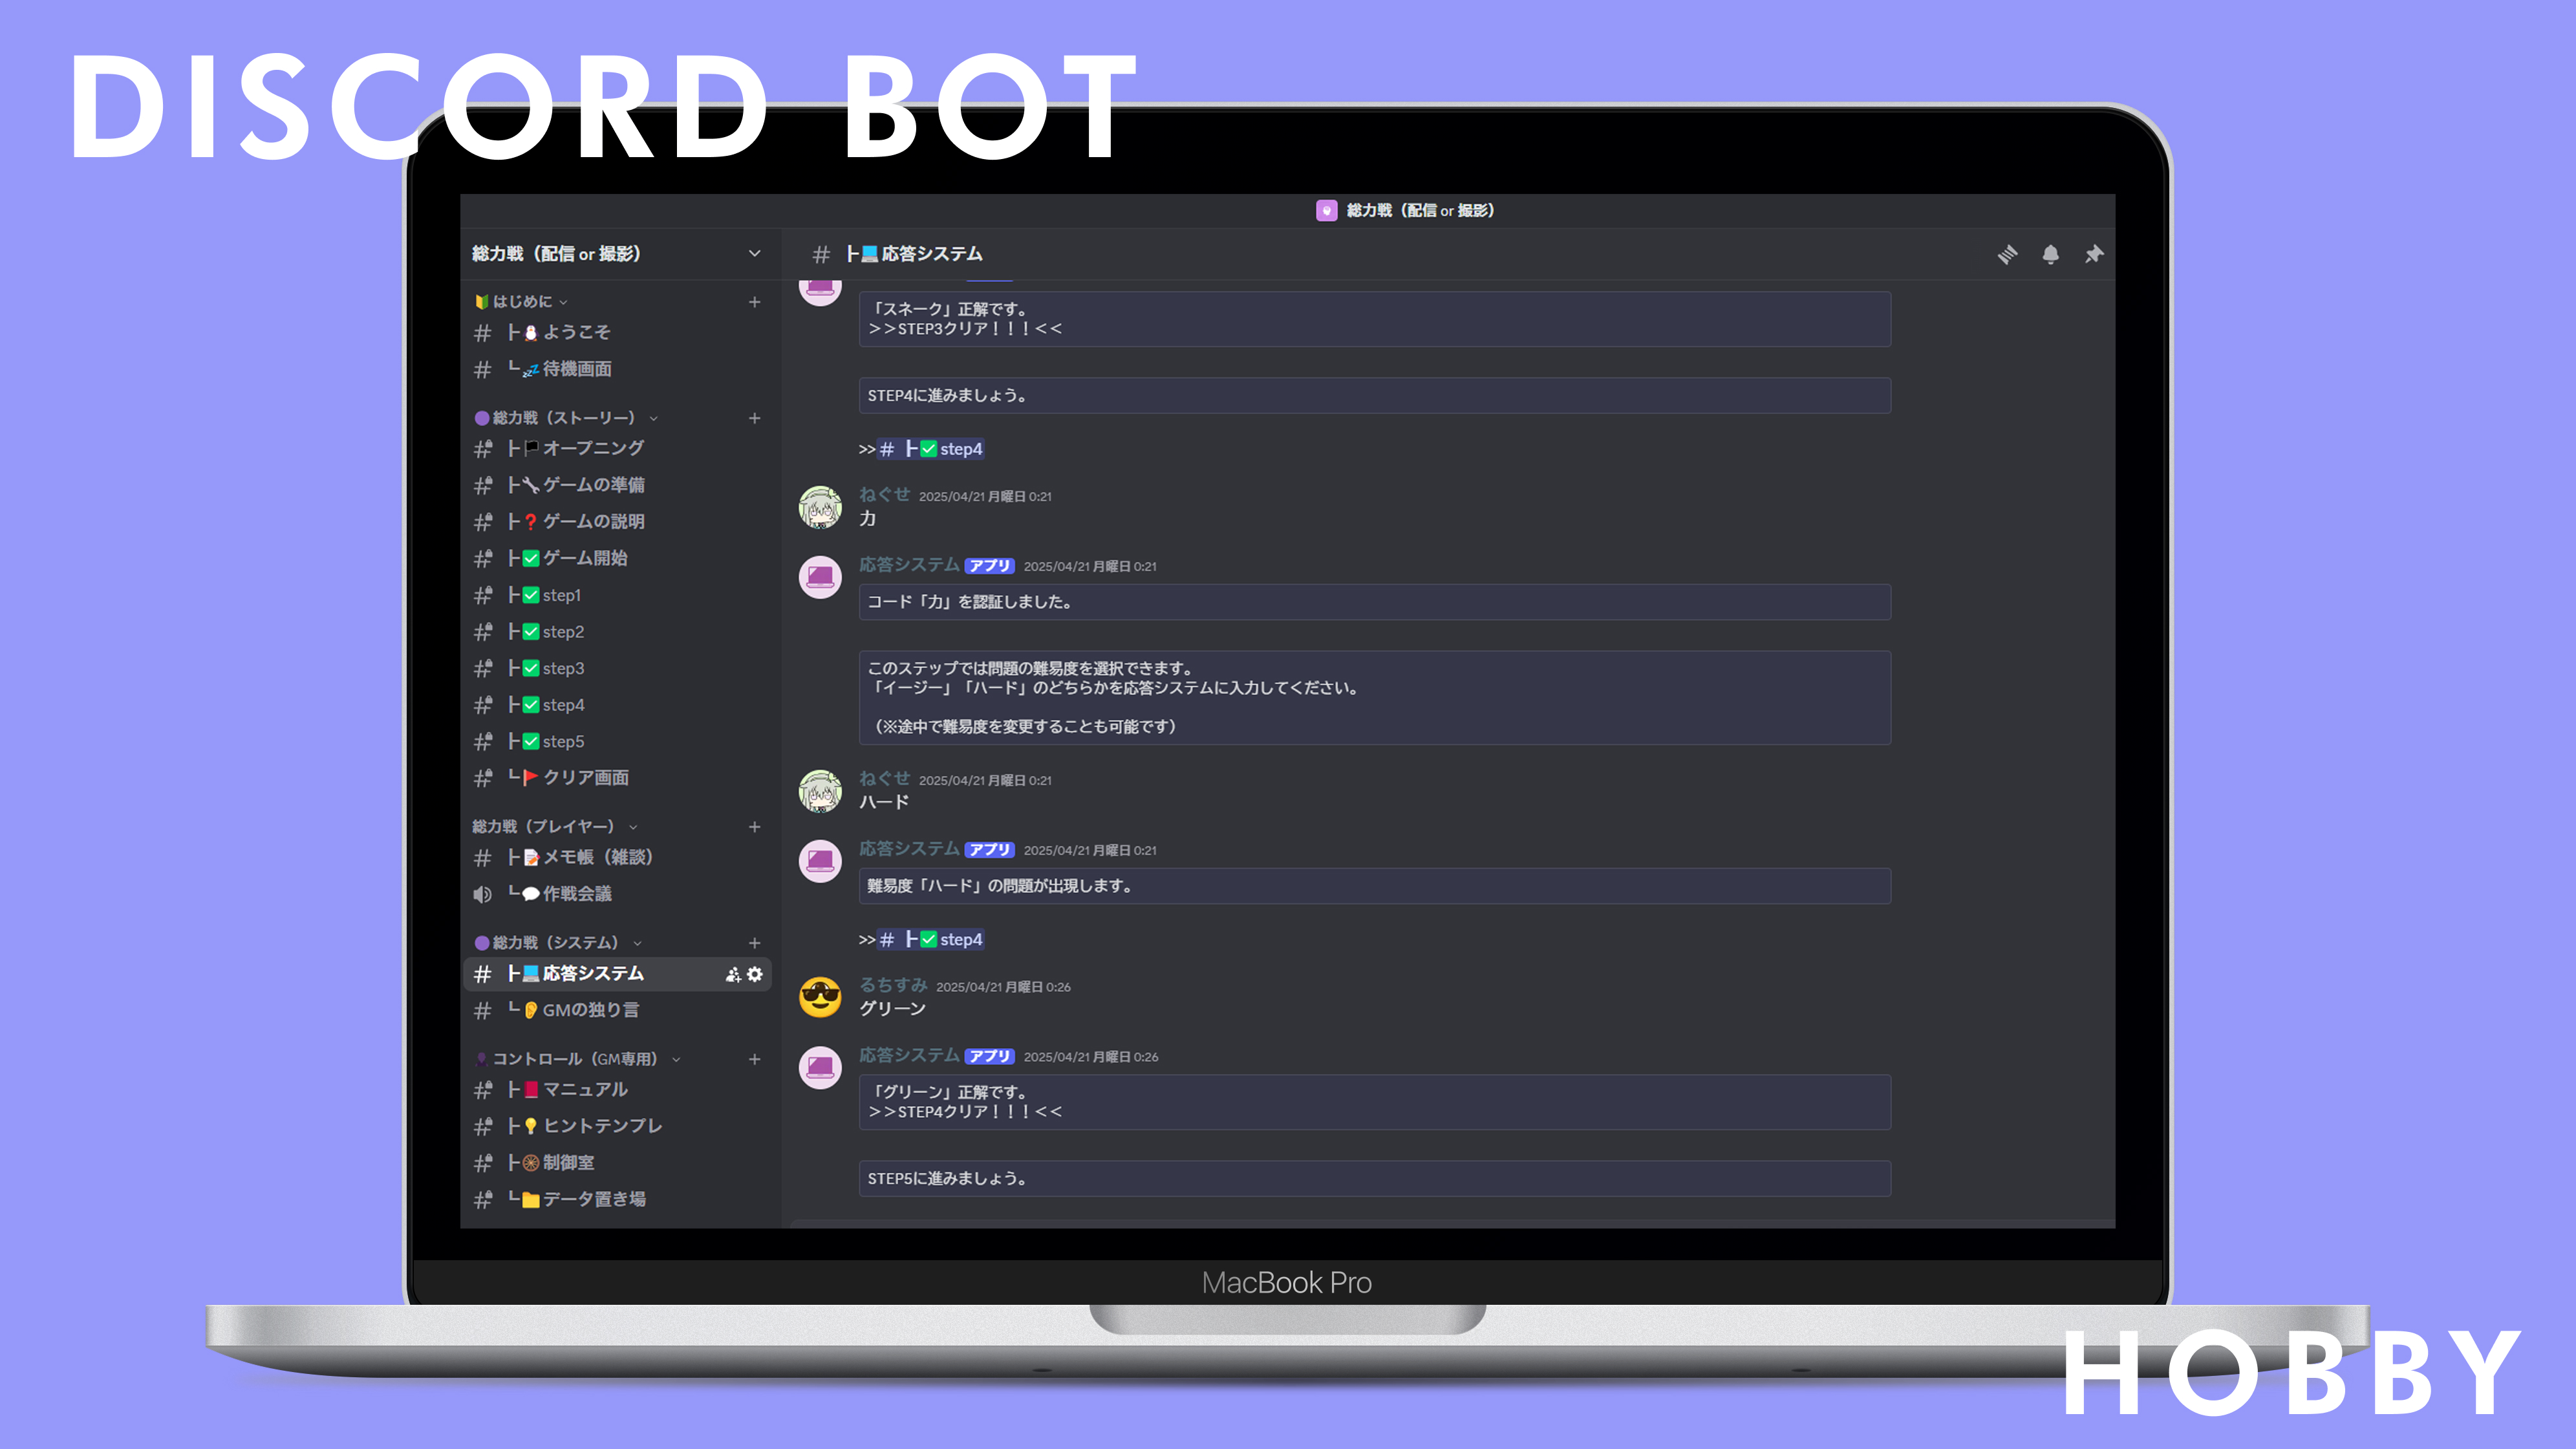 DISCORD BOT
総力戦（配信 or 撮影）
総力戦（配信 or 撮影）
🔰はじめに
# ┣🐧ようこそ
# ┗💤待機画面
🟣総力戦（ストーリー）
# ┣🏴オープニング
# ┣🔧ゲームの準備
# ┣❓ゲームの説明
# ┣✅ゲーム開始
# ┣✅step1
# ┣✅step2
# ┣✅step3
# ┣✅step4
# ┣✅step5
# ┗🚩クリア画面
総力戦（プレイヤー）
# ┣📝メモ帳（雑談）
┗💬作戦会議
🟣総力戦（システム）
# ┣💻応答システム
# ┗👂GMの独り言
👤コントロール（GM専用）
# ┣📕マニュアル
# ┣💡ヒントテンプレ
# ┣🛞制御室
# ┗📁データ置き場
# ┣💻応答システム
「スネーク」正解です。
>>STEP3クリア！！！<<
STEP4に進みましょう。
>># ┣✅step4
ねぐせ 2025/04/21 月曜日 0:21
力
応答システム アプリ 2025/04/21 月曜日 0:21
コード「力」を認証しました。
このステップでは問題の難易度を選択できます。
「イージー」「ハード」のどちらかを応答システムに入力してください。
（※途中で難易度を変更することも可能です）
ねぐせ 2025/04/21 月曜日 0:21
ハード
応答システム アプリ 2025/04/21 月曜日 0:21
難易度「ハード」の問題が出現します。
>># ┣✅step4
るちすみ 2025/04/21 月曜日 0:26
グリーン
応答システム アプリ 2025/04/21 月曜日 0:26
「グリーン」正解です。
>>STEP4クリア！！！<<
STEP5に進みましょう。
MacBook Pro
HOBBY